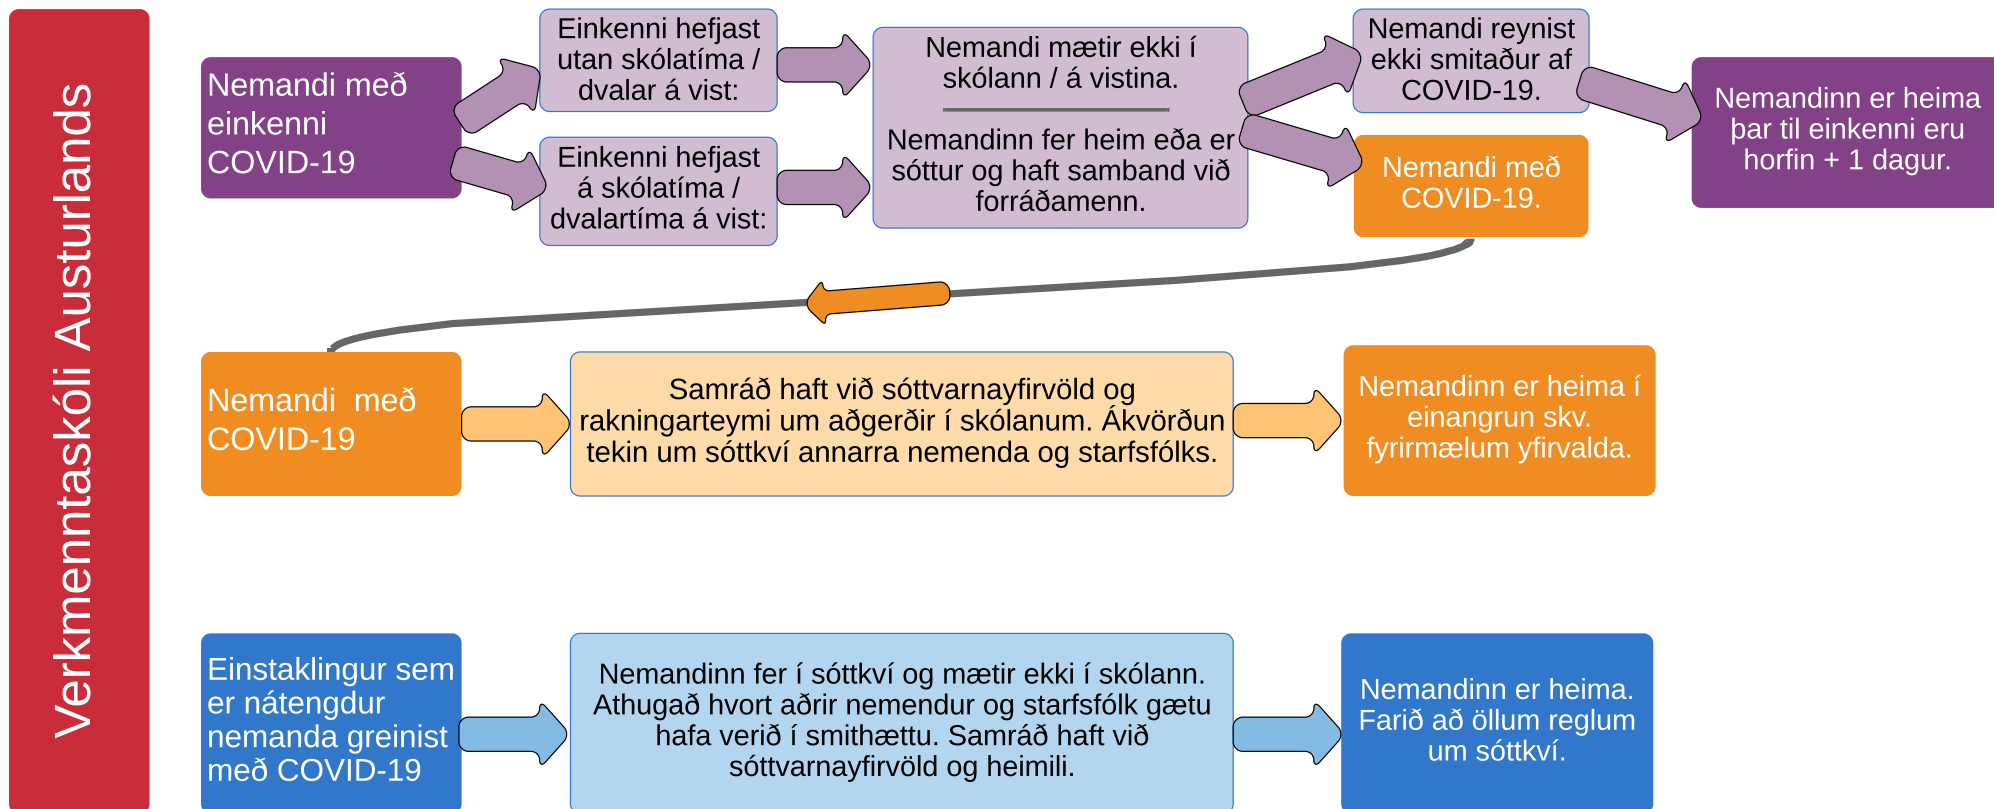 Verkmenntaskóli Austurlands
Nemandi með
einkenni
COVID-19
Einkenni hefjast
utan skólatíma /
dvalar á vist:
Einkenni hefjast
á skólatíma /
dvalartíma á vist:
Nemandi mætir ekki í
skólann / á vistina.
Nemandinn fer heim eða er
sóttur og haft samband við
forráðamenn.
Nemandi reynist
ekki smitaður af
COVID-19.
Nemandi með
COVID-19.
Nemandinn er heima
þar til einkenni eru
horfin + 1 dagur.
Nemandi  með
COVID-19
Samráð haft við sóttvarnayfirvöld og
rakningarteymi um aðgerðir í skólanum. Ákvörðun
tekin um sóttkví annarra nemenda og starfsfólks.
Nemandinn er heima í
einangrun skv.
fyrirmælum yfirvalda.
Einstaklingur sem
er nátengdur
nemanda greinist
með COVID-19
Nemandinn fer í sóttkví og mætir ekki í skólann.
Athugað hvort aðrir nemendur og starfsfólk gætu
hafa verið í smithættu. Samráð haft við
sóttvarnayfirvöld og heimili.
Nemandinn er heima.
Farið að öllum reglum
um sóttkví.